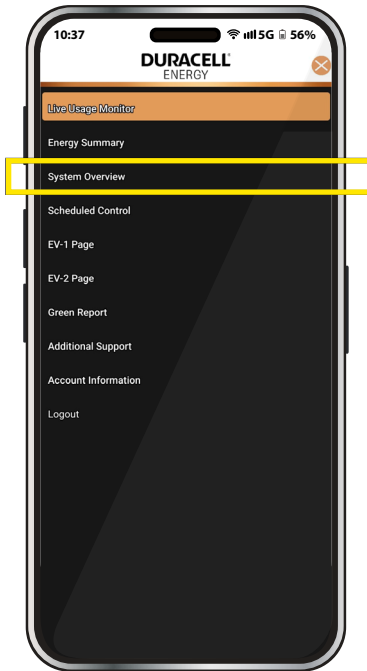 10:37 5G 56%
DURACELL
ENERGY
Live Usage Monitor
Energy Summary
System Overview
Scheduled Control
EV-1 Page
EV-2 Page
Green Report
Additional Support
Account Information
Logout